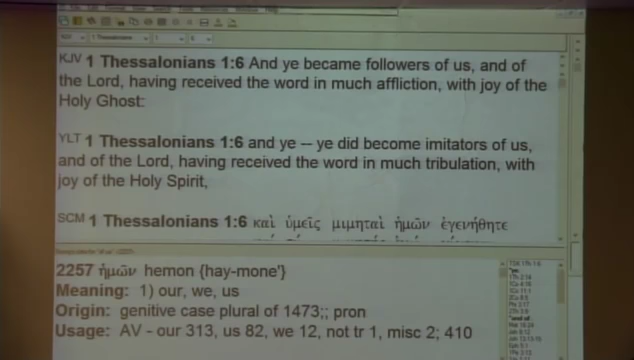 KJV 1 Thessalonians 1:6 And ye became followers of us, and of
the Lord, having received the word in much affliction, with joy of the
Holy Ghost:
YLT 1 Thessalonians 1:6 and ye -- ye did become imitators of us,
and of the Lord, having received the word in much tribulation, with
joy of the Holy Spirit,
SCM 1 Thessalonians 1:6 καὶ ὑμεῖς μιμηταὶ ἡμῶν ἐγενήθητε
2257 ἡμῶν hemon {hay-mone'}
Meaning: 1) our, we, us
Origin: genitive case plural of 1473;; pron
Usage: AV - our 313, us 82, we 12, not tr 1, misc 2; 410